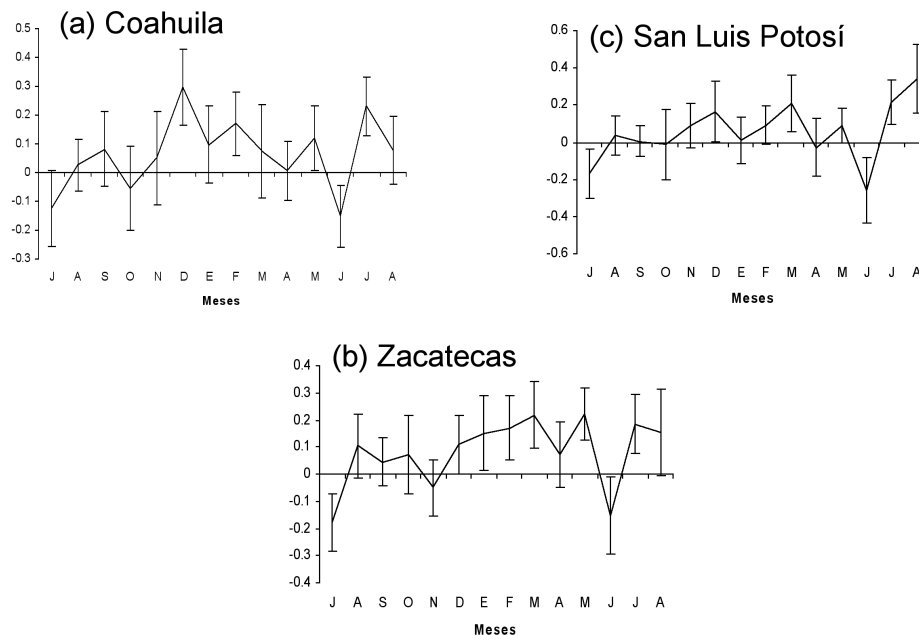 (a) Coahuila
0.5
0.4
0.3
0.2
0.1
0
-0.1
-0.2
-0.3
J A S O N D E F M A M J J A
Meses
(c) San Luis Potosí
0.6
0.4
0.2
0
-0.2
-0.4
-0.6
J A S O N D E F M A M J J A
Meses
(b) Zacatecas
0.4
0.3
0.2
0.1
0
-0.1
-0.2
-0.3
-0.4
J A S O N D E F M A M J J A
Meses